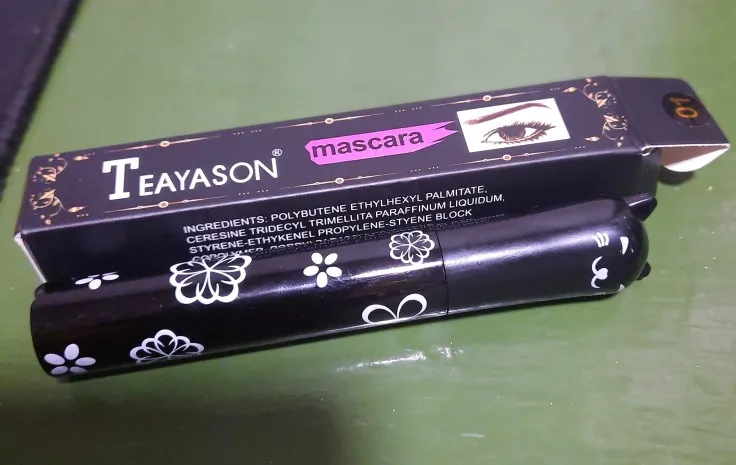 TEAYASON®
mascara
01
INGREDIENTS: POLYBUTENE ETHYLHEXYL PALMITATE,
CERESINE TRIDECYL TRIMELLITA PARAFFINUM LIQUIDUM,
STYRENE-ETHYKENEL PROPYLENE-STYENE BLOCK